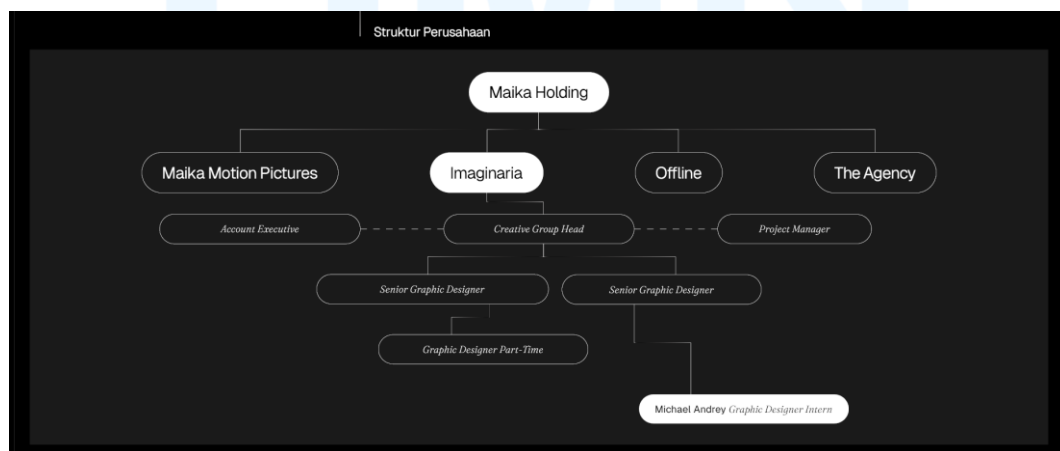 Struktur Perusahaan
Maika Holding
Maika Motion Pictures
Imaginaria
Offline
The Agency
Account Executive
Creative Group Head
Project Manager
Senior Graphic Designer
Senior Graphic Designer
Graphic Designer Part-Time
Michael Andrey Graphic Designer Intern